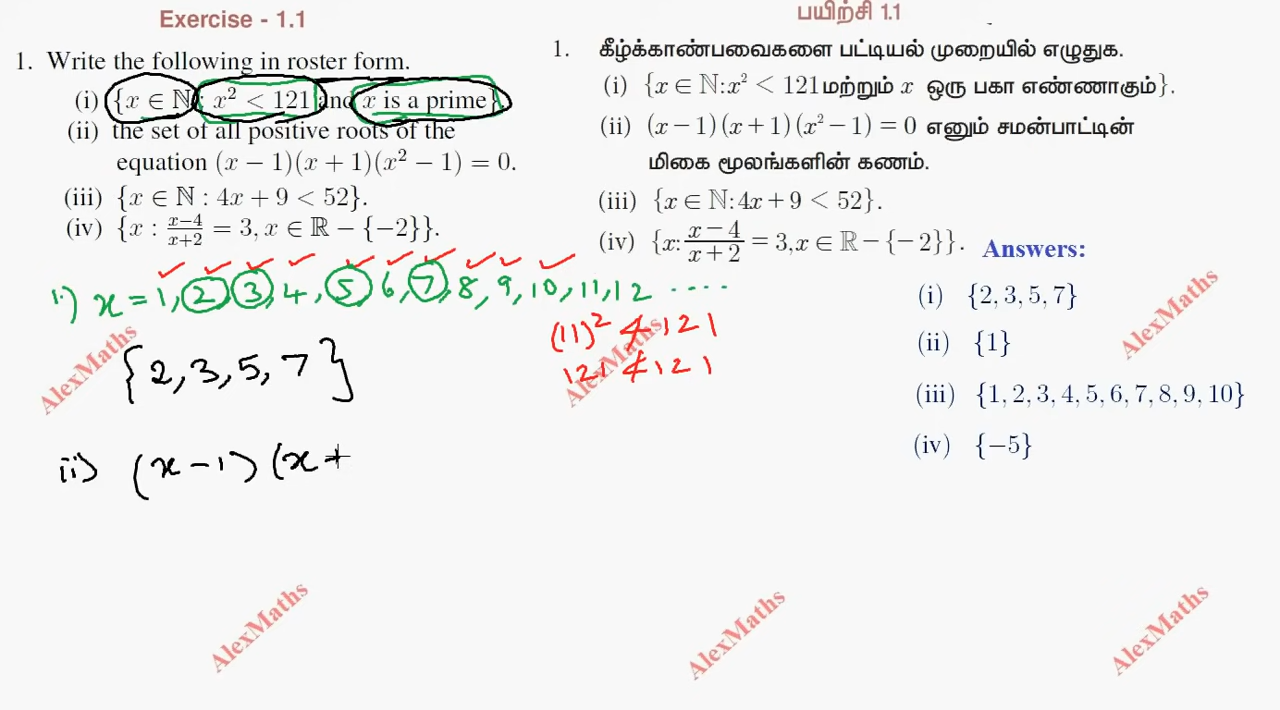 Exercise - 1.1
1. Write the following in roster form.
(i) {x ∈ ℕ : x² < 121 and x is a prime}.
(ii) the set of all positive roots of the
equation (x − 1)(x + 1)(x² − 1) = 0.
(iii) {x ∈ ℕ : 4x + 9 < 52}.
(iv) {x : (x−4)/(x+2) = 3, x ∈ ℝ − {−2}}.
பயிற்சி 1.1
1. கீழ்க்காண்பவைகளை பட்டியல் முறையில் எழுதுக.
(i) {x ∈ ℕ: x² < 121 மற்றும் x ஒரு பகா எண்ணாகும்}.
(ii) (x − 1)(x + 1)(x² − 1) = 0 எனும் சமன்பாட்டின்
மிகை மூலங்களின் கணம்.
(iii) {x ∈ ℕ: 4x + 9 < 52}.
(iv) {x: (x − 4)/(x + 2) = 3, x ∈ ℝ − {−2}}.
Answers:
(i) {2, 3, 5, 7}
(ii) {1}
(iii) {1, 2, 3, 4, 5, 6, 7, 8, 9, 10}
(iv) {−5}
i) x = 1, 2, 3, 4, 5, 6, 7, 8, 9, 10, 11, 12 ....
(11)² ≮ 121
121 ≮ 121
{2, 3, 5, 7}
ii) (x − 1) (x +
AlexMaths
AlexMaths
AlexMaths
AlexMaths
AlexMaths
AlexMaths